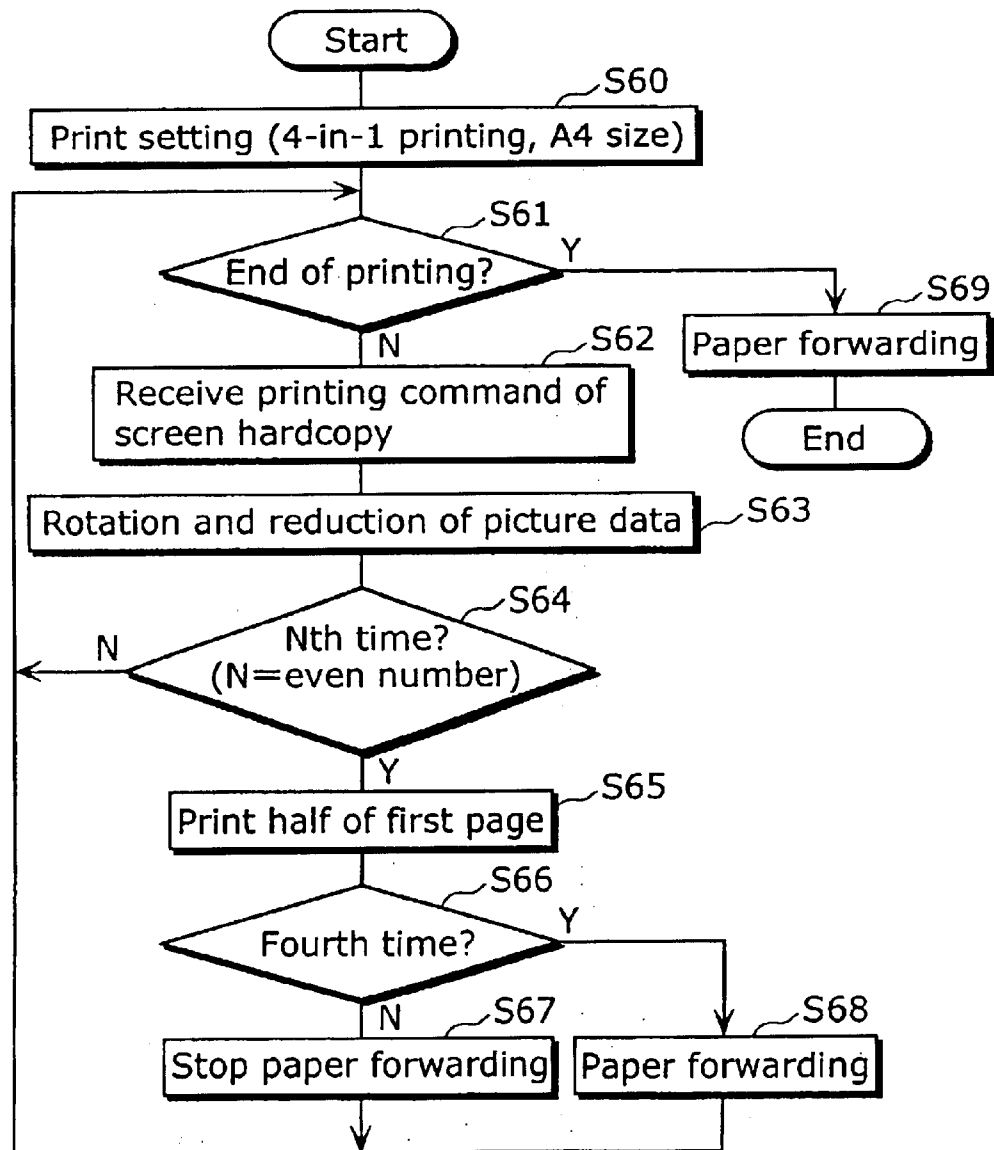 Start
S60
Print setting (4-in-1 printing, A4 size)
S61
End of printing?
Y
N
S69
Paper forwarding
End
S62
Receive printing command of
screen hardcopy
Rotation and reduction of picture data
S63
S64
Nth time?
(N=even number)
N
Y
S65
Print half of first page
S66
Fourth time?
Y
N
S67
Stop paper forwarding
S68
Paper forwarding